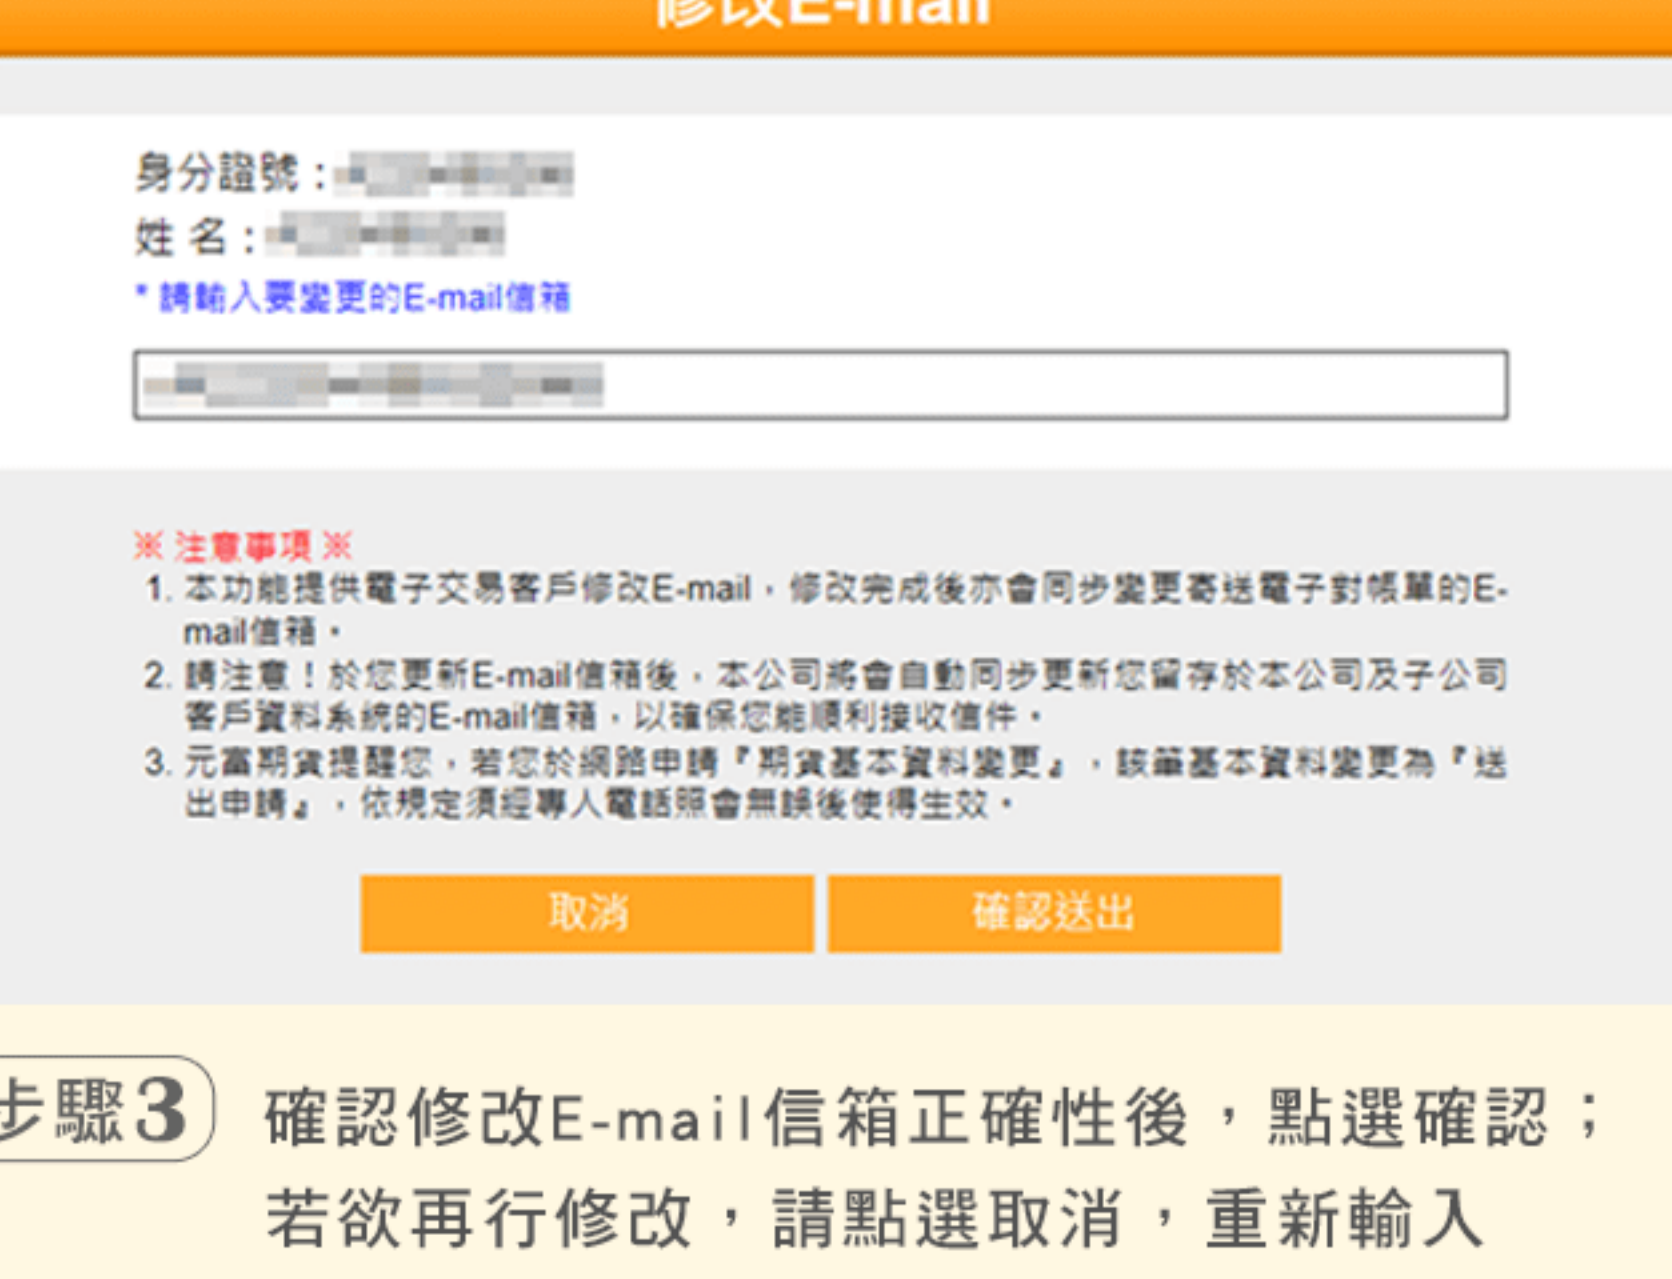 修改E-mail
身分證號：
姓 名：
* 請輸入要變更的E-mail信箱
※ 注意事項 ※
1. 本功能提供電子交易客戶修改E-mail，修改完成後亦會同步變更寄送電子對帳單的E-
mail信箱。
2. 請注意！於您更新E-mail信箱後，本公司將會自動同步更新您留存於本公司及子公司
客戶資料系統的E-mail信箱，以確保您能順利接收信件。
3. 元富期貨提醒您，若您於網路申請『期貨基本資料變更』，該筆基本資料變更為『送
出申請』，依規定須經專人電話照會無誤後使得生效。
取消
確認送出
步驟3
確認修改E-mail信箱正確性後，點選確認；
若欲再行修改，請點選取消，重新輸入